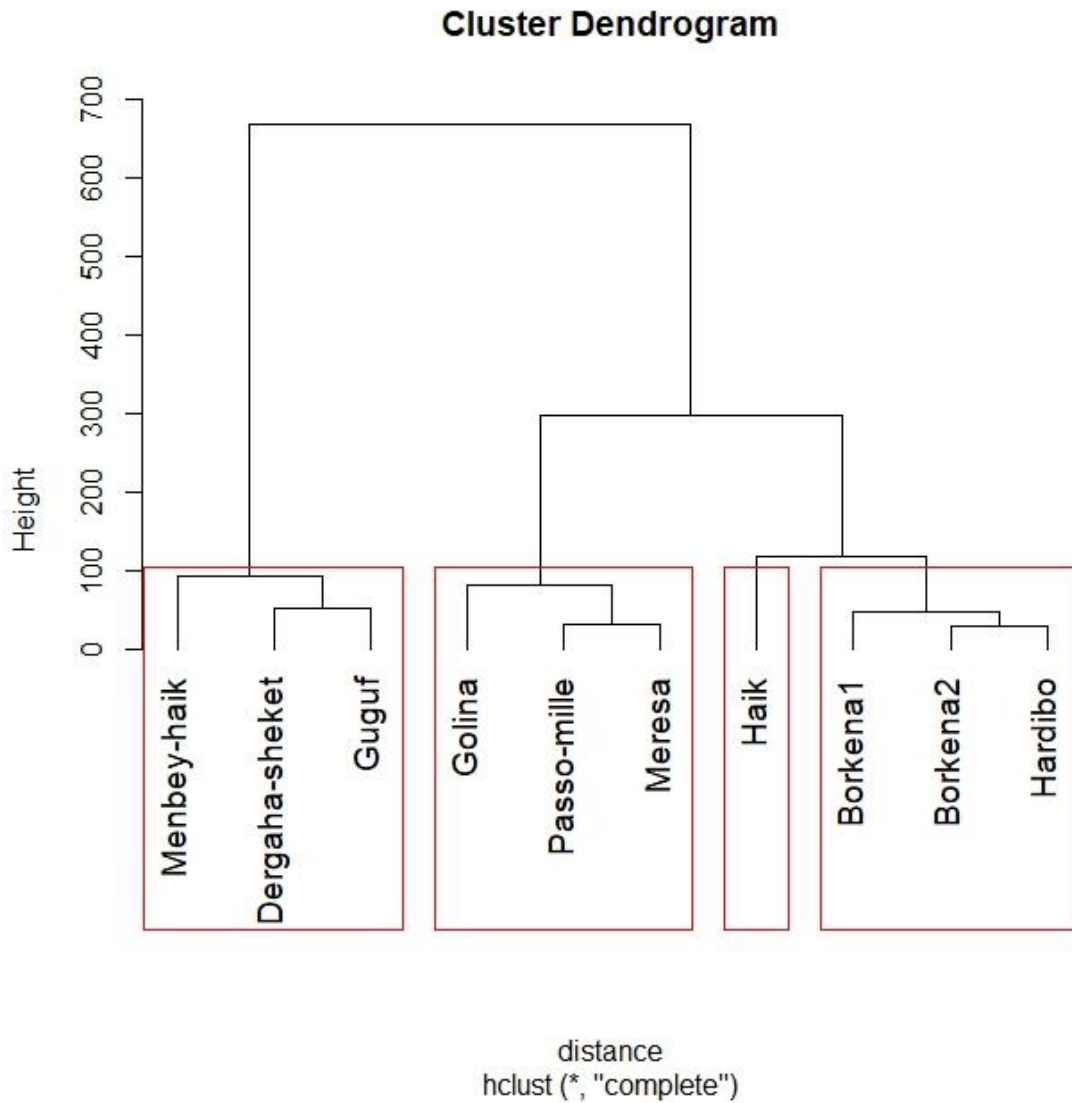 Cluster Dendrogram
700
600
500
400
300
200
100
0
Height
Menbey-haik
Dergaha-sheket
Guguf
Golina
Passo-mille
Meresa
Haik
Borkena1
Borkena2
Hardibo
distance
hclust (*, "complete")